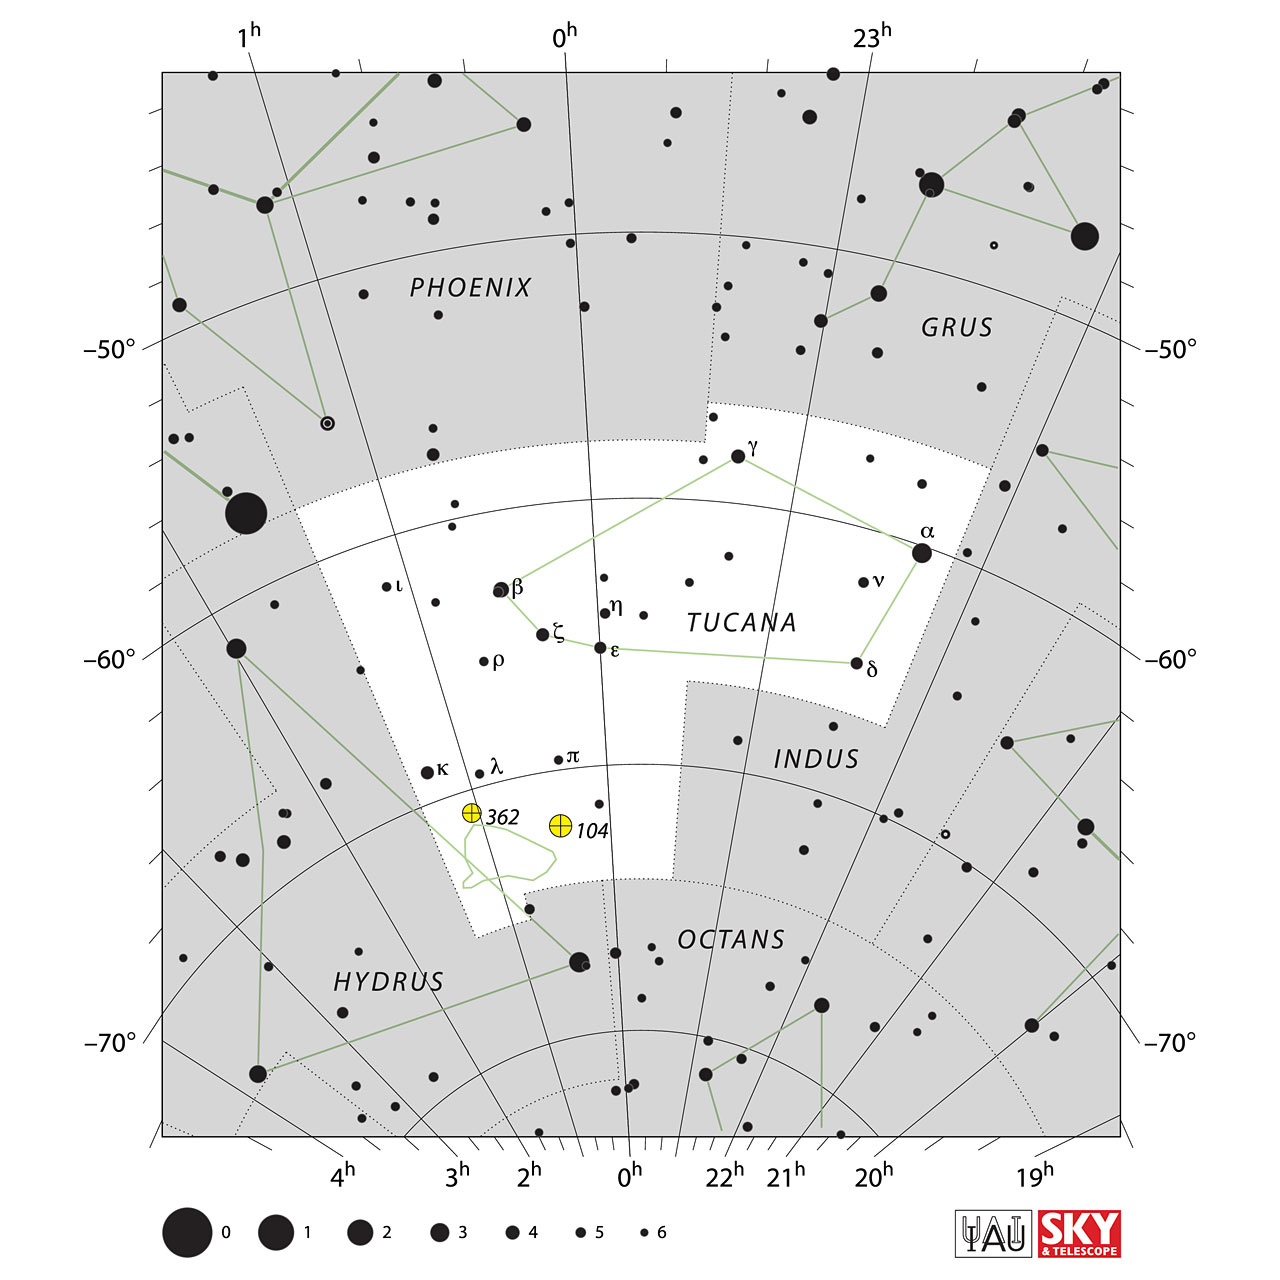 1h 0h 23h
PHOENIX
GRUS
–50° –50°
γ
α
ι β ν
η
TUCANA
ζ
ε
ρ δ
–60° –60°
π
κ λ INDUS
362
104
OCTANS
HYDRUS
–70° –70°
4h 3h 2h 0h 22h 21h 20h 19h
0 1 2 3 4 5 6
IAU
SKY
& TELESCOPE